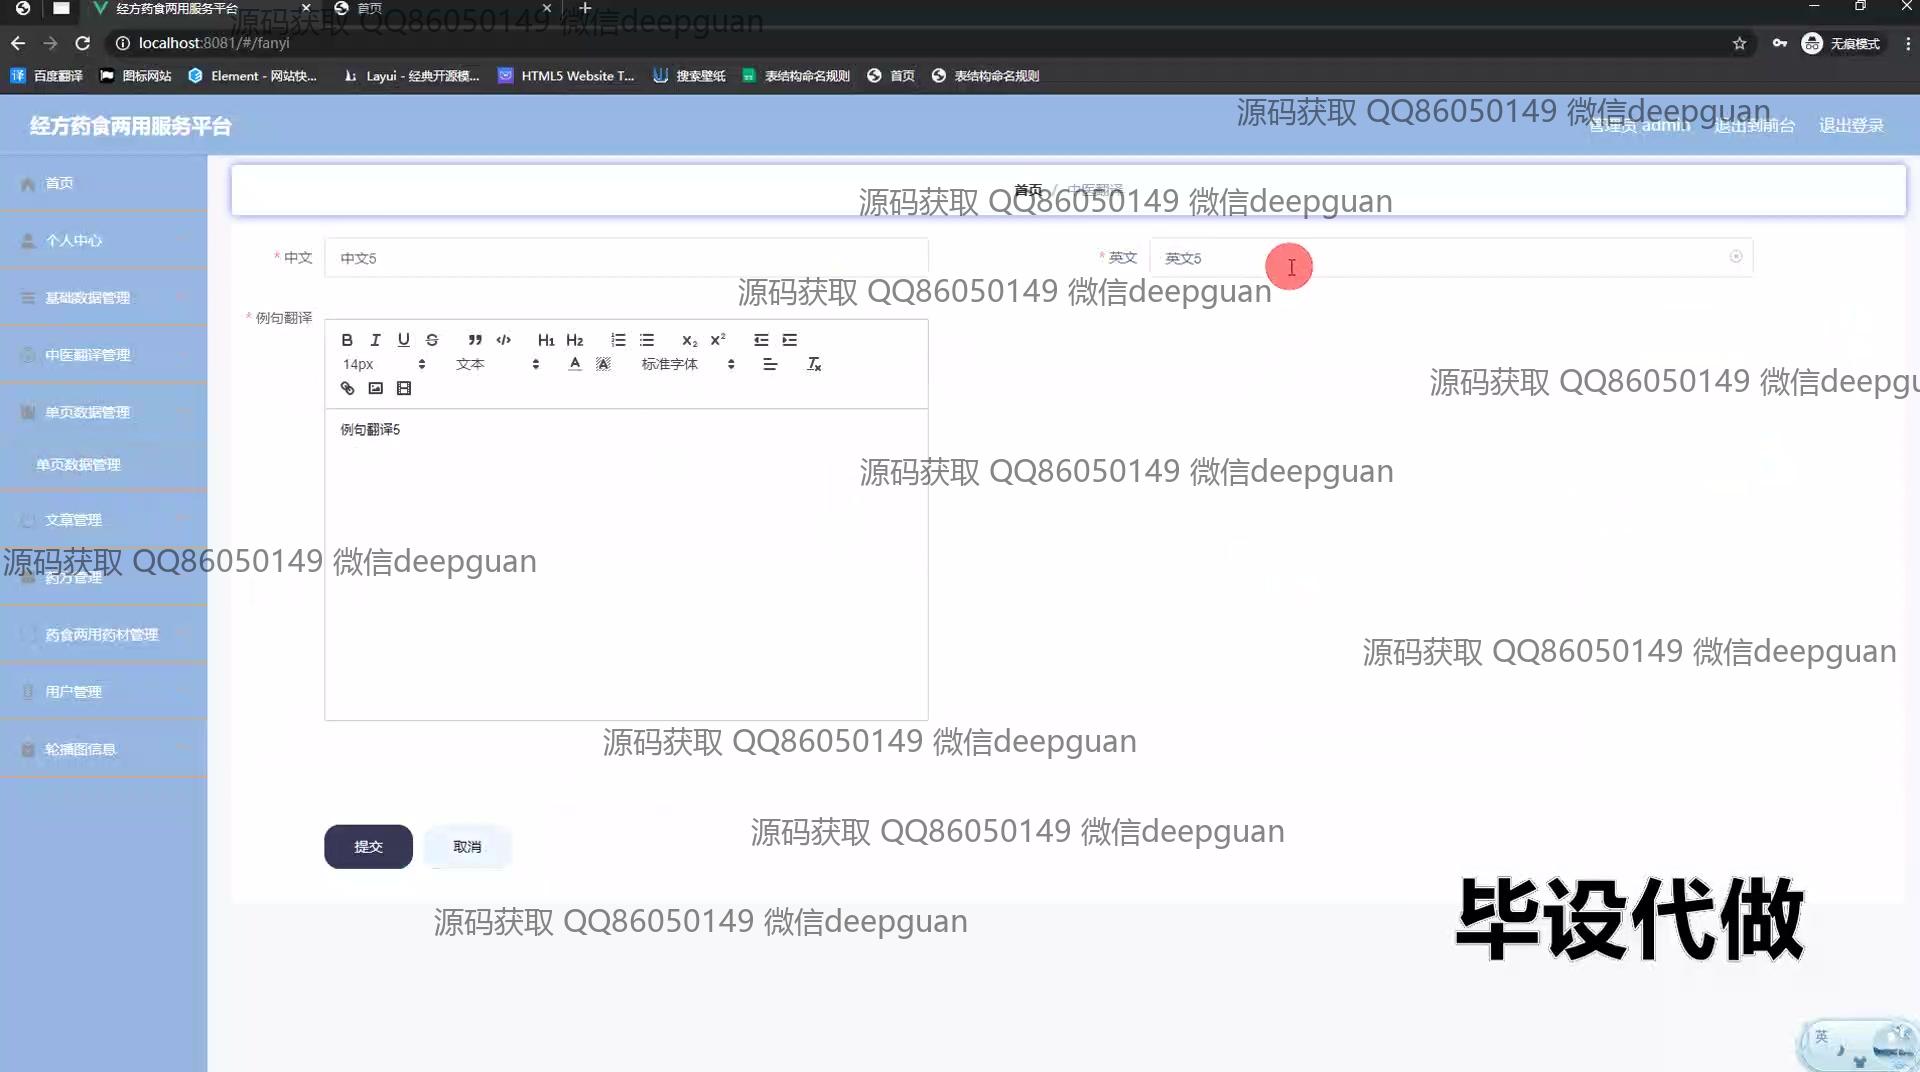 经方药食两用服务平台
首页
localhost:8081/#/fanyi
无痕模式
百度翻译
图标网站
Element - 网站快...
Layui - 经典开源模...
HTML5 Website T...
搜索壁纸
表结构命名规则
首页
表结构命名规则
源码获取 QQ86050149 微信deepguan
源码获取 QQ86050149 微信deepguan
经方药食两用服务平台
管理员 admin
退出到前台
退出登录
首页
个人中心
基础数据管理
中医翻译管理
单页数据管理
单页数据管理
文章管理
药方管理
药食两用药材管理
用户管理
轮播图信息
首页 / 中医翻译
源码获取 QQ86050149 微信deepguan
* 中文
中文5
* 英文
英文5
源码获取 QQ86050149 微信deepguan
* 例句翻译
B I U S H1 H2 X2 X2
14px
文本
标准字体
源码获取 QQ86050149 微信deepgu
例句翻译5
源码获取 QQ86050149 微信deepguan
源码获取 QQ86050149 微信deepguan
源码获取 QQ86050149 微信deepguan
源码获取 QQ86050149 微信deepguan
提交
取消
源码获取 QQ86050149 微信deepguan
源码获取 QQ86050149 微信deepguan
毕设代做
英